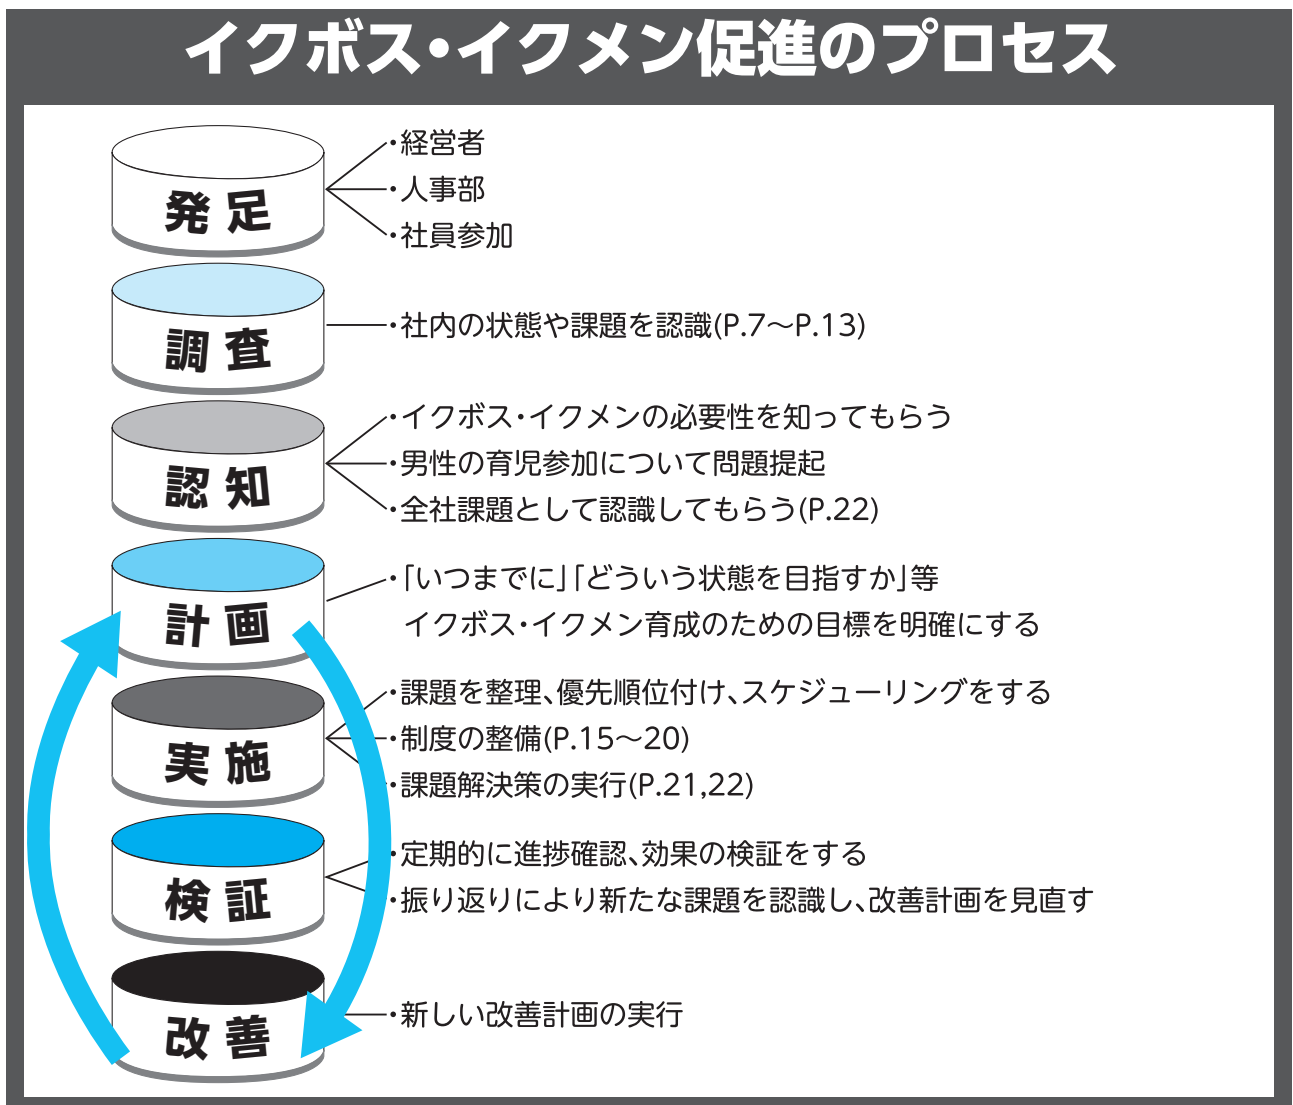 イクボス・イクメン促進のプロセス
発足
・経営者
・人事部
・社員参加
調査
・社内の状態や課題を認識(P.7～P.13)
認知
・イクボス・イクメンの必要性を知ってもらう
・男性の育児参加について問題提起
・全社課題として認識してもらう(P.22)
計画
・「いつまでに」「どういう状態を目指すか」等
イクボス・イクメン育成のための目標を明確にする
実施
・課題を整理、優先順位付け、スケジューリングをする
・制度の整備(P.15～20)
・課題解決策の実行(P.21,22)
検証
・定期的に進捗確認、効果の検証をする
・振り返りにより新たな課題を認識し、改善計画を見直す
改善
・新しい改善計画の実行